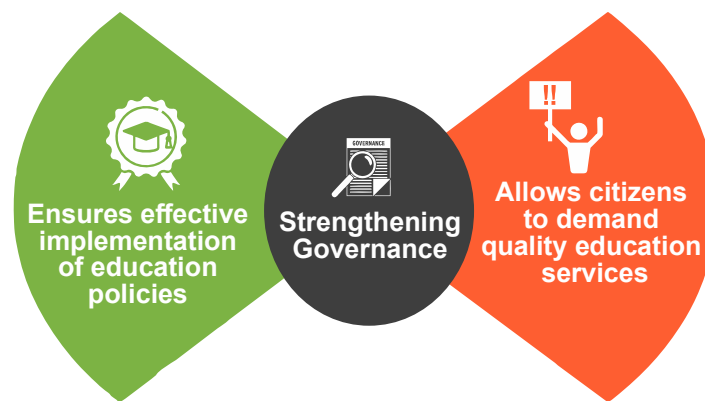 Ensures effective
implementation
of education
policies
GOVERNANCE
Strengthening
Governance
!!
Allows citizens
to demand
quality education
services